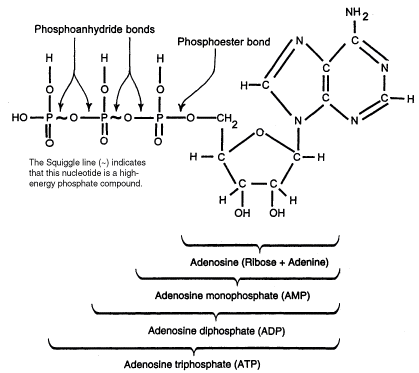 NH2
Phosphoanhydride bonds
Phosphoester bond
H H H
O O O
N C N
C
H–C
HO–P~O–P~O–P–O–CH2
C–H
C
N
N
O O O
O
The Squiggle line (~) indicates
that this nucleotide is a high-
energy phosphate compound.
H–C C–H
C C
H H
OH OH
Adenosine (Ribose + Adenine)
Adenosine monophosphate (AMP)
Adenosine diphosphate (ADP)
Adenosine triphosphate (ATP)